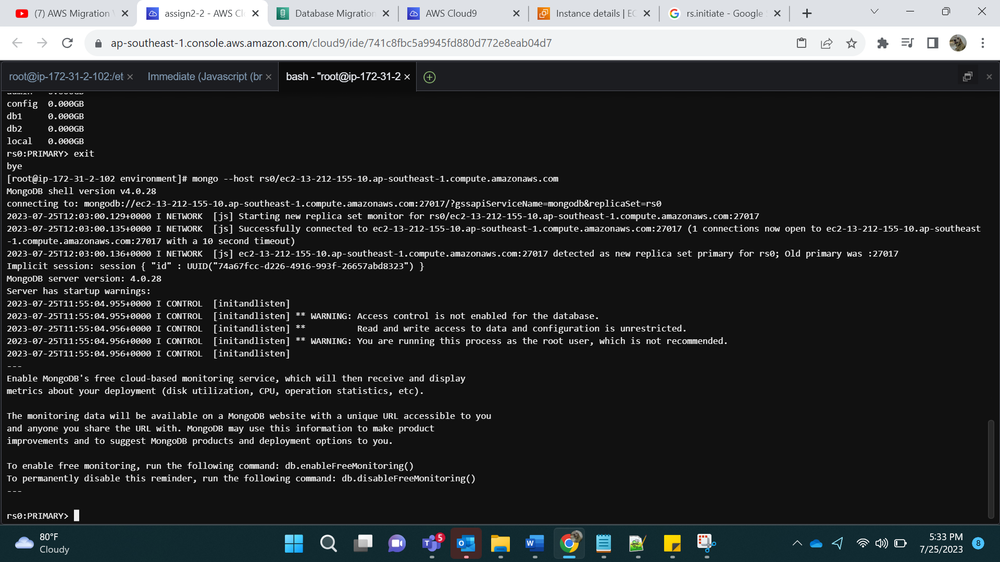 (7) AWS Migration
assign2-2 - AWS Cl
Database Migration
AWS Cloud9
Instance details | EC
rs.initiate - Google
ap-southeast-1.console.aws.amazon.com/cloud9/ide/741c8fbc5a9945fd880d772e8eab04d7
root@ip-172-31-2-102:/et
Immediate (Javascript (br
bash - "root@ip-172-31-2
admin 0.000GB
config 0.000GB
db1 0.000GB
db2 0.000GB
local 0.000GB
rs0:PRIMARY> exit
bye
[root@ip-172-31-2-102 environment]# mongo --host rs0/ec2-13-212-155-10.ap-southeast-1.compute.amazonaws.com
MongoDB shell version v4.0.28
connecting to: mongodb://ec2-13-212-155-10.ap-southeast-1.compute.amazonaws.com:27017/?gssapiServiceName=mongodb&replicaSet=rs0
2023-07-25T12:03:00.129+0000 I NETWORK [js] Starting new replica set monitor for rs0/ec2-13-212-155-10.ap-southeast-1.compute.amazonaws.com:27017
2023-07-25T12:03:00.135+0000 I NETWORK [js] Successfully connected to ec2-13-212-155-10.ap-southeast-1.compute.amazonaws.com:27017 (1 connections now open to ec2-13-212-155-10.ap-southeast
-1.compute.amazonaws.com:27017 with a 10 second timeout)
2023-07-25T12:03:00.136+0000 I NETWORK [js] ec2-13-212-155-10.ap-southeast-1.compute.amazonaws.com:27017 detected as new replica set primary for rs0; Old primary was :27017
Implicit session: session { "id" : UUID("74a67fcc-d226-4916-993f-26657abd8323") }
MongoDB server version: 4.0.28
Server has startup warnings:
2023-07-25T11:55:04.955+0000 I CONTROL [initandlisten]
2023-07-25T11:55:04.955+0000 I CONTROL [initandlisten] ** WARNING: Access control is not enabled for the database.
2023-07-25T11:55:04.956+0000 I CONTROL [initandlisten] ** Read and write access to data and configuration is unrestricted.
2023-07-25T11:55:04.956+0000 I CONTROL [initandlisten] ** WARNING: You are running this process as the root user, which is not recommended.
2023-07-25T11:55:04.956+0000 I CONTROL [initandlisten]
---
Enable MongoDB's free cloud-based monitoring service, which will then receive and display
metrics about your deployment (disk utilization, CPU, operation statistics, etc).
The monitoring data will be available on a MongoDB website with a unique URL accessible to you
and anyone you share the URL with. MongoDB may use this information to make product
improvements and to suggest MongoDB products and deployment options to you.
To enable free monitoring, run the following command: db.enableFreeMonitoring()
To permanently disable this reminder, run the following command: db.disableFreeMonitoring()
---
rs0:PRIMARY>
80°F
Cloudy
5
5:33 PM
7/25/2023
8